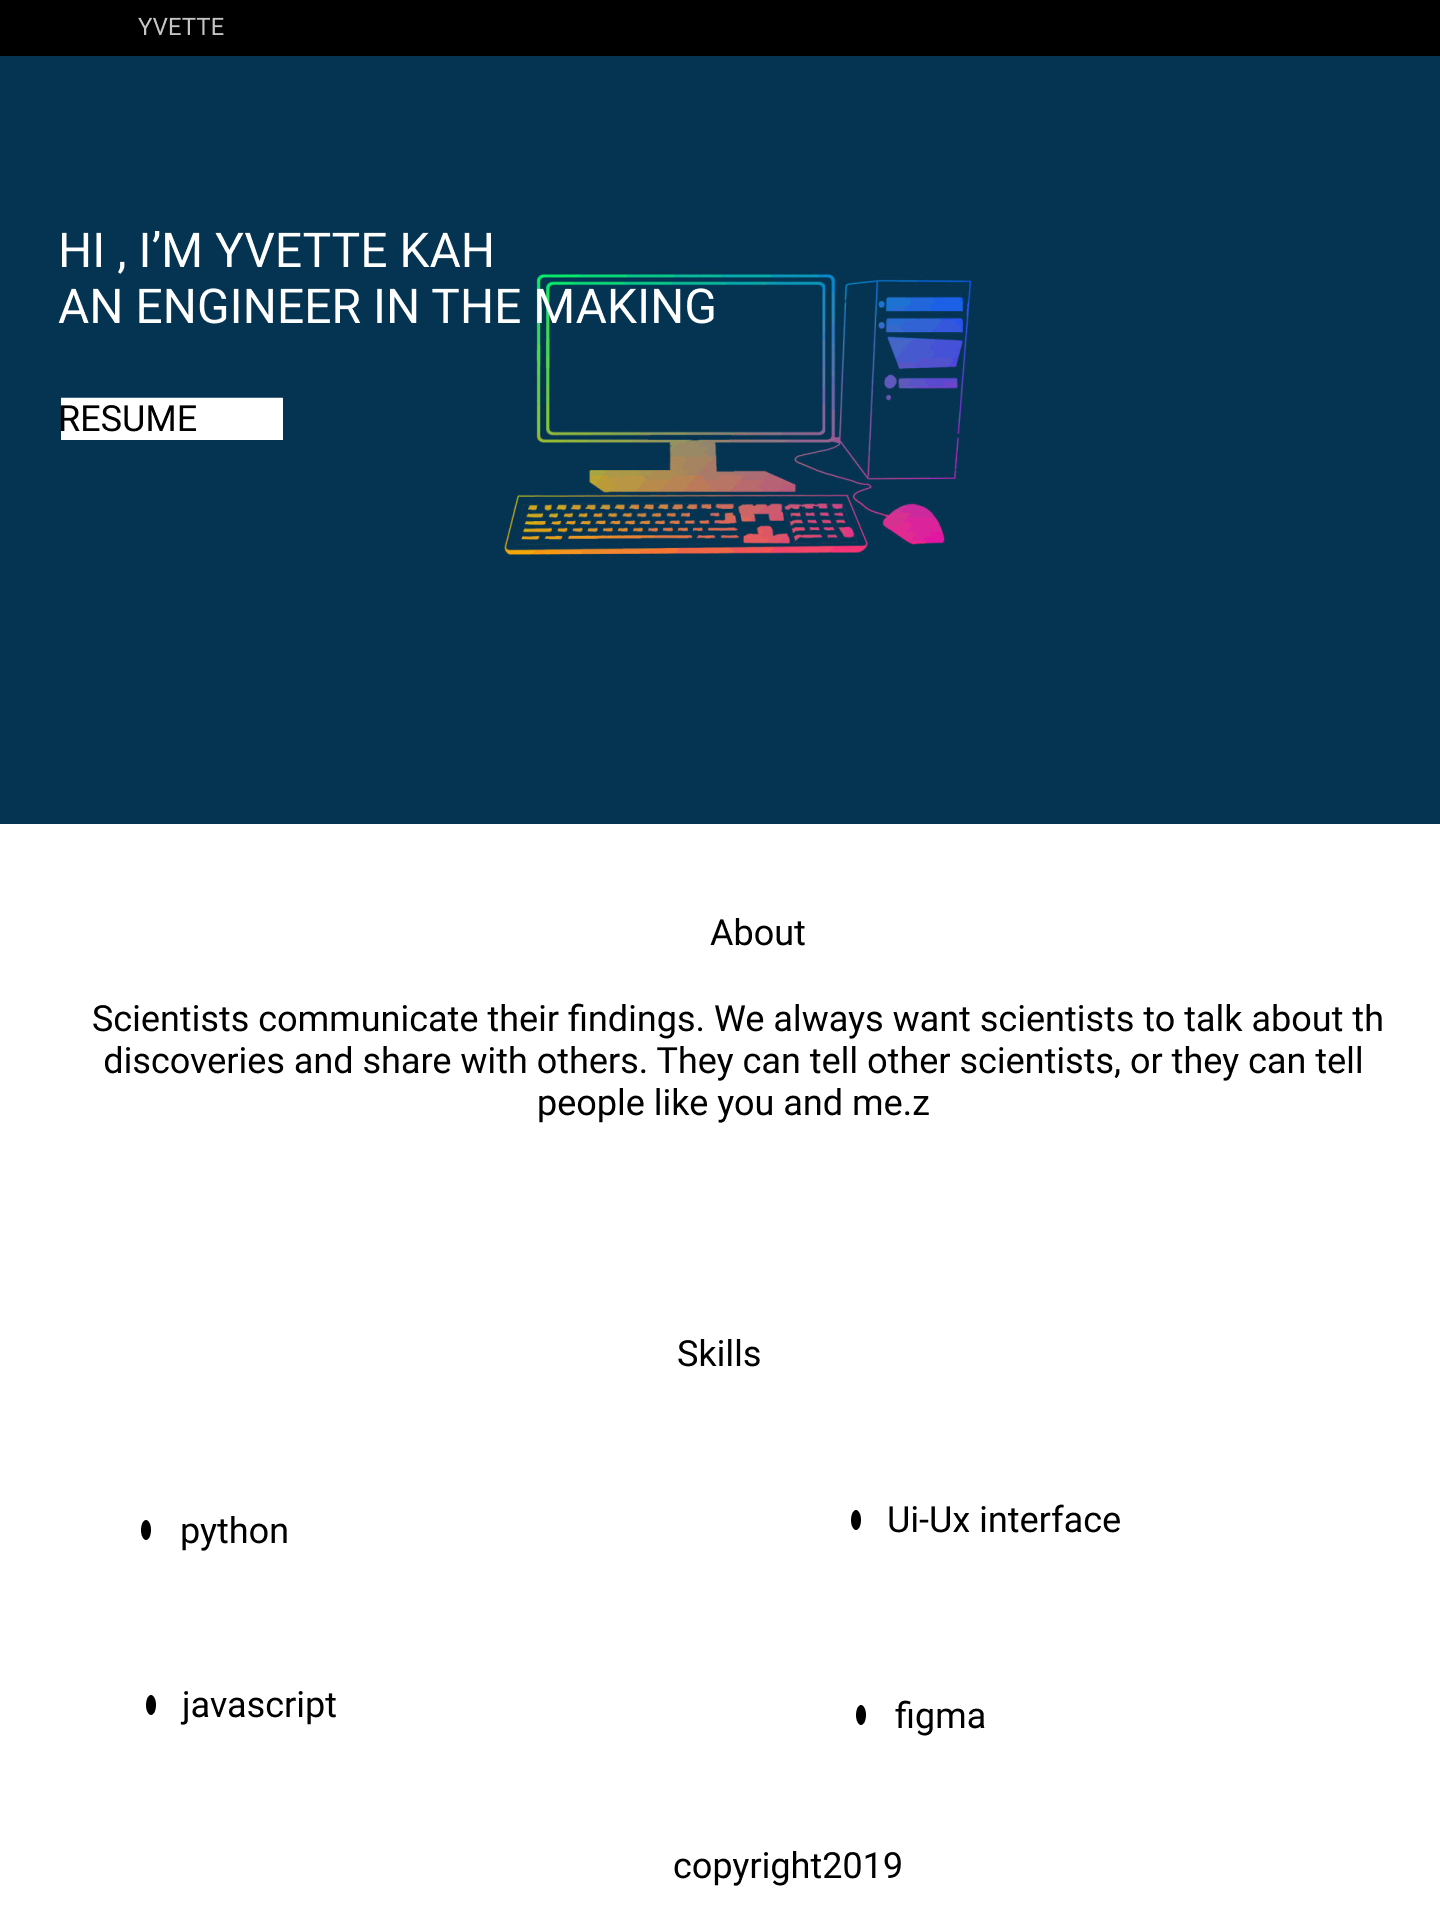 YVETTE
HI , I’M YVETTE KAH
AN ENGINEER IN THE MAKING
RESUME
About
Scientists communicate their findings. We always want scientists to talk about th
discoveries and share with others. They can tell other scientists, or they can tell
people like you and me.z
Skills
python
Ui-Ux interface
javascript
figma
copyright2019